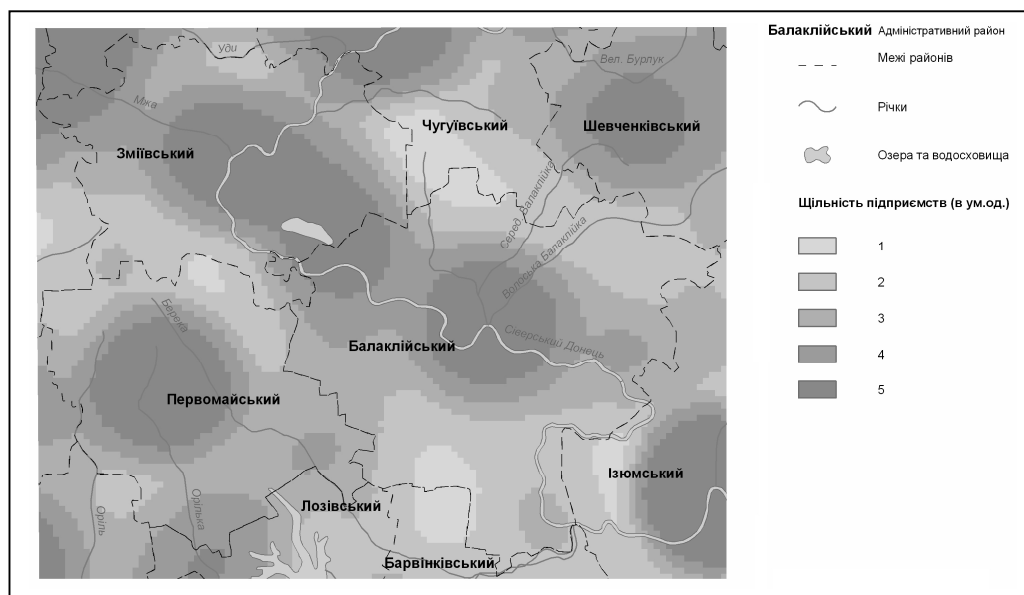 Уди
Вел. Бурлук
Мжа
Чугуївський
Шевченківський
Зміївський
Серед. Балаклійка
Волоська Балаклійка
Берека
Сіверський Донець
Балаклійський
Первомайський
Ізюмський
Орілька
Оріль
Лозівський
Барвінківський
Балаклійський Адміністративний район
Межі районів
Річки
Озера та водосховища
Щільність підприємств (в ум.од.)
1
2
3
4
5